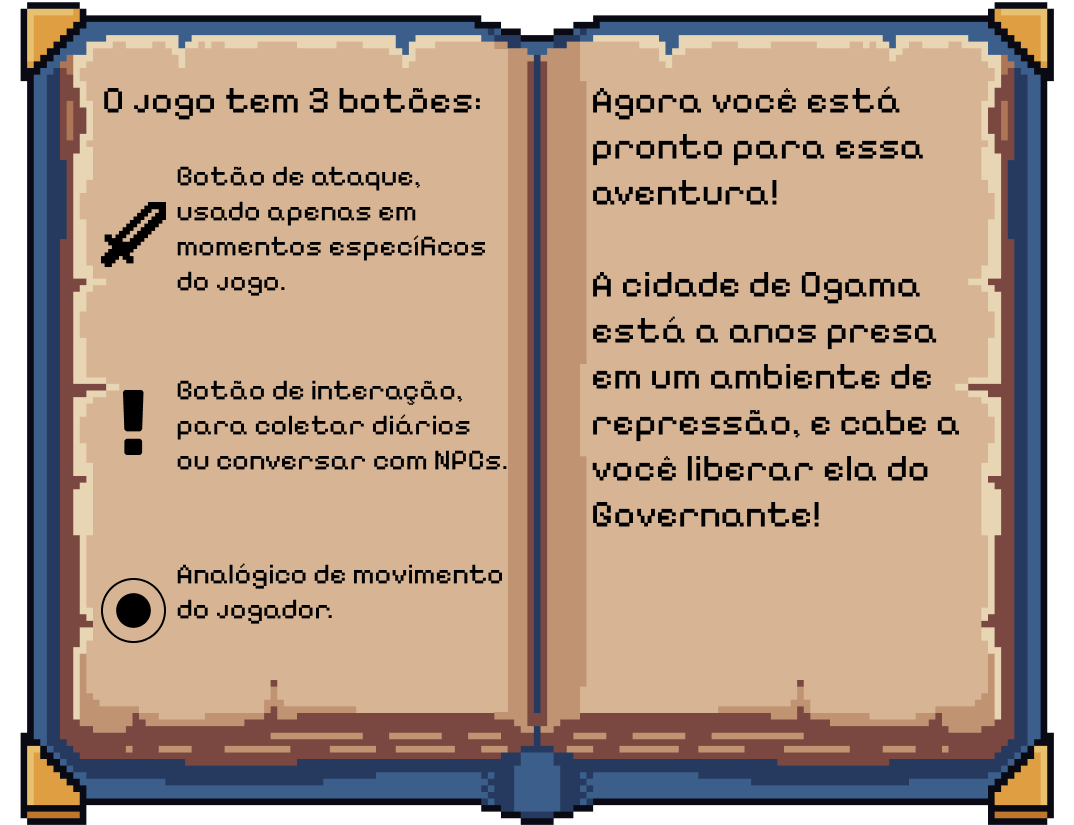 O jogo tem 3 botões:
Botão de ataque,
usado apenas em
momentos específicos
do jogo.
Botão de interação,
para coletar diários
ou conversar com NPCs.
Analógico de movimento
do jogador.
Agora você está
pronto para essa
aventura!
A cidade de Ogama
está a anos presa
em um ambiente de
repressão, e cabe a
você liberar ela do
Governante!